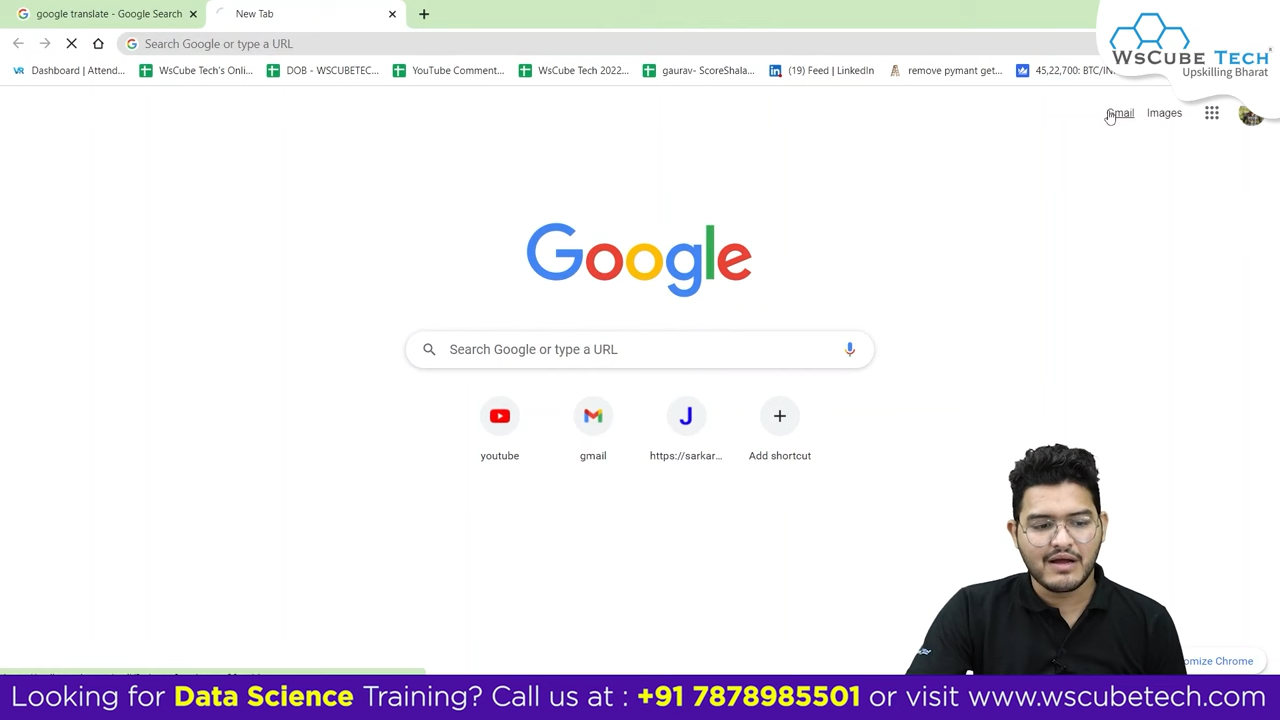 google translate - Google Search
New Tab
Search Google or type a URL
Dashboard | Attend...
WsCube Tech's Onli...
DOB - WSCUBETEC...
YouTube Comment...
WsCube Tech 2022...
gaurav- ScoreShala...
(19) Feed | LinkedIn
remove pymant get...
45,22,700: BTC/IN
WsCube Tech
Upskilling Bharat
Gmail
Images
Google
Search Google or type a URL
youtube
gmail
https://sarkar...
Add shortcut
omize Chrome
Looking for Data Science Training? Call us at : +91 7878985501 or visit www.wscubetech.com